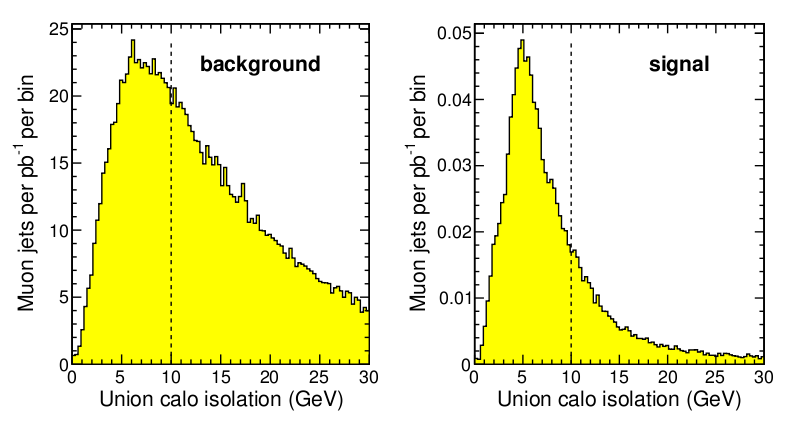 25
20
15
10
5
0
Muon jets per pb-1 per bin
background
0 5 10 15 20 25 30
Union calo isolation (GeV)
0.05
0.04
0.03
0.02
0.01
0
Muon jets per pb-1 per bin
signal
0 5 10 15 20 25 30
Union calo isolation (GeV)